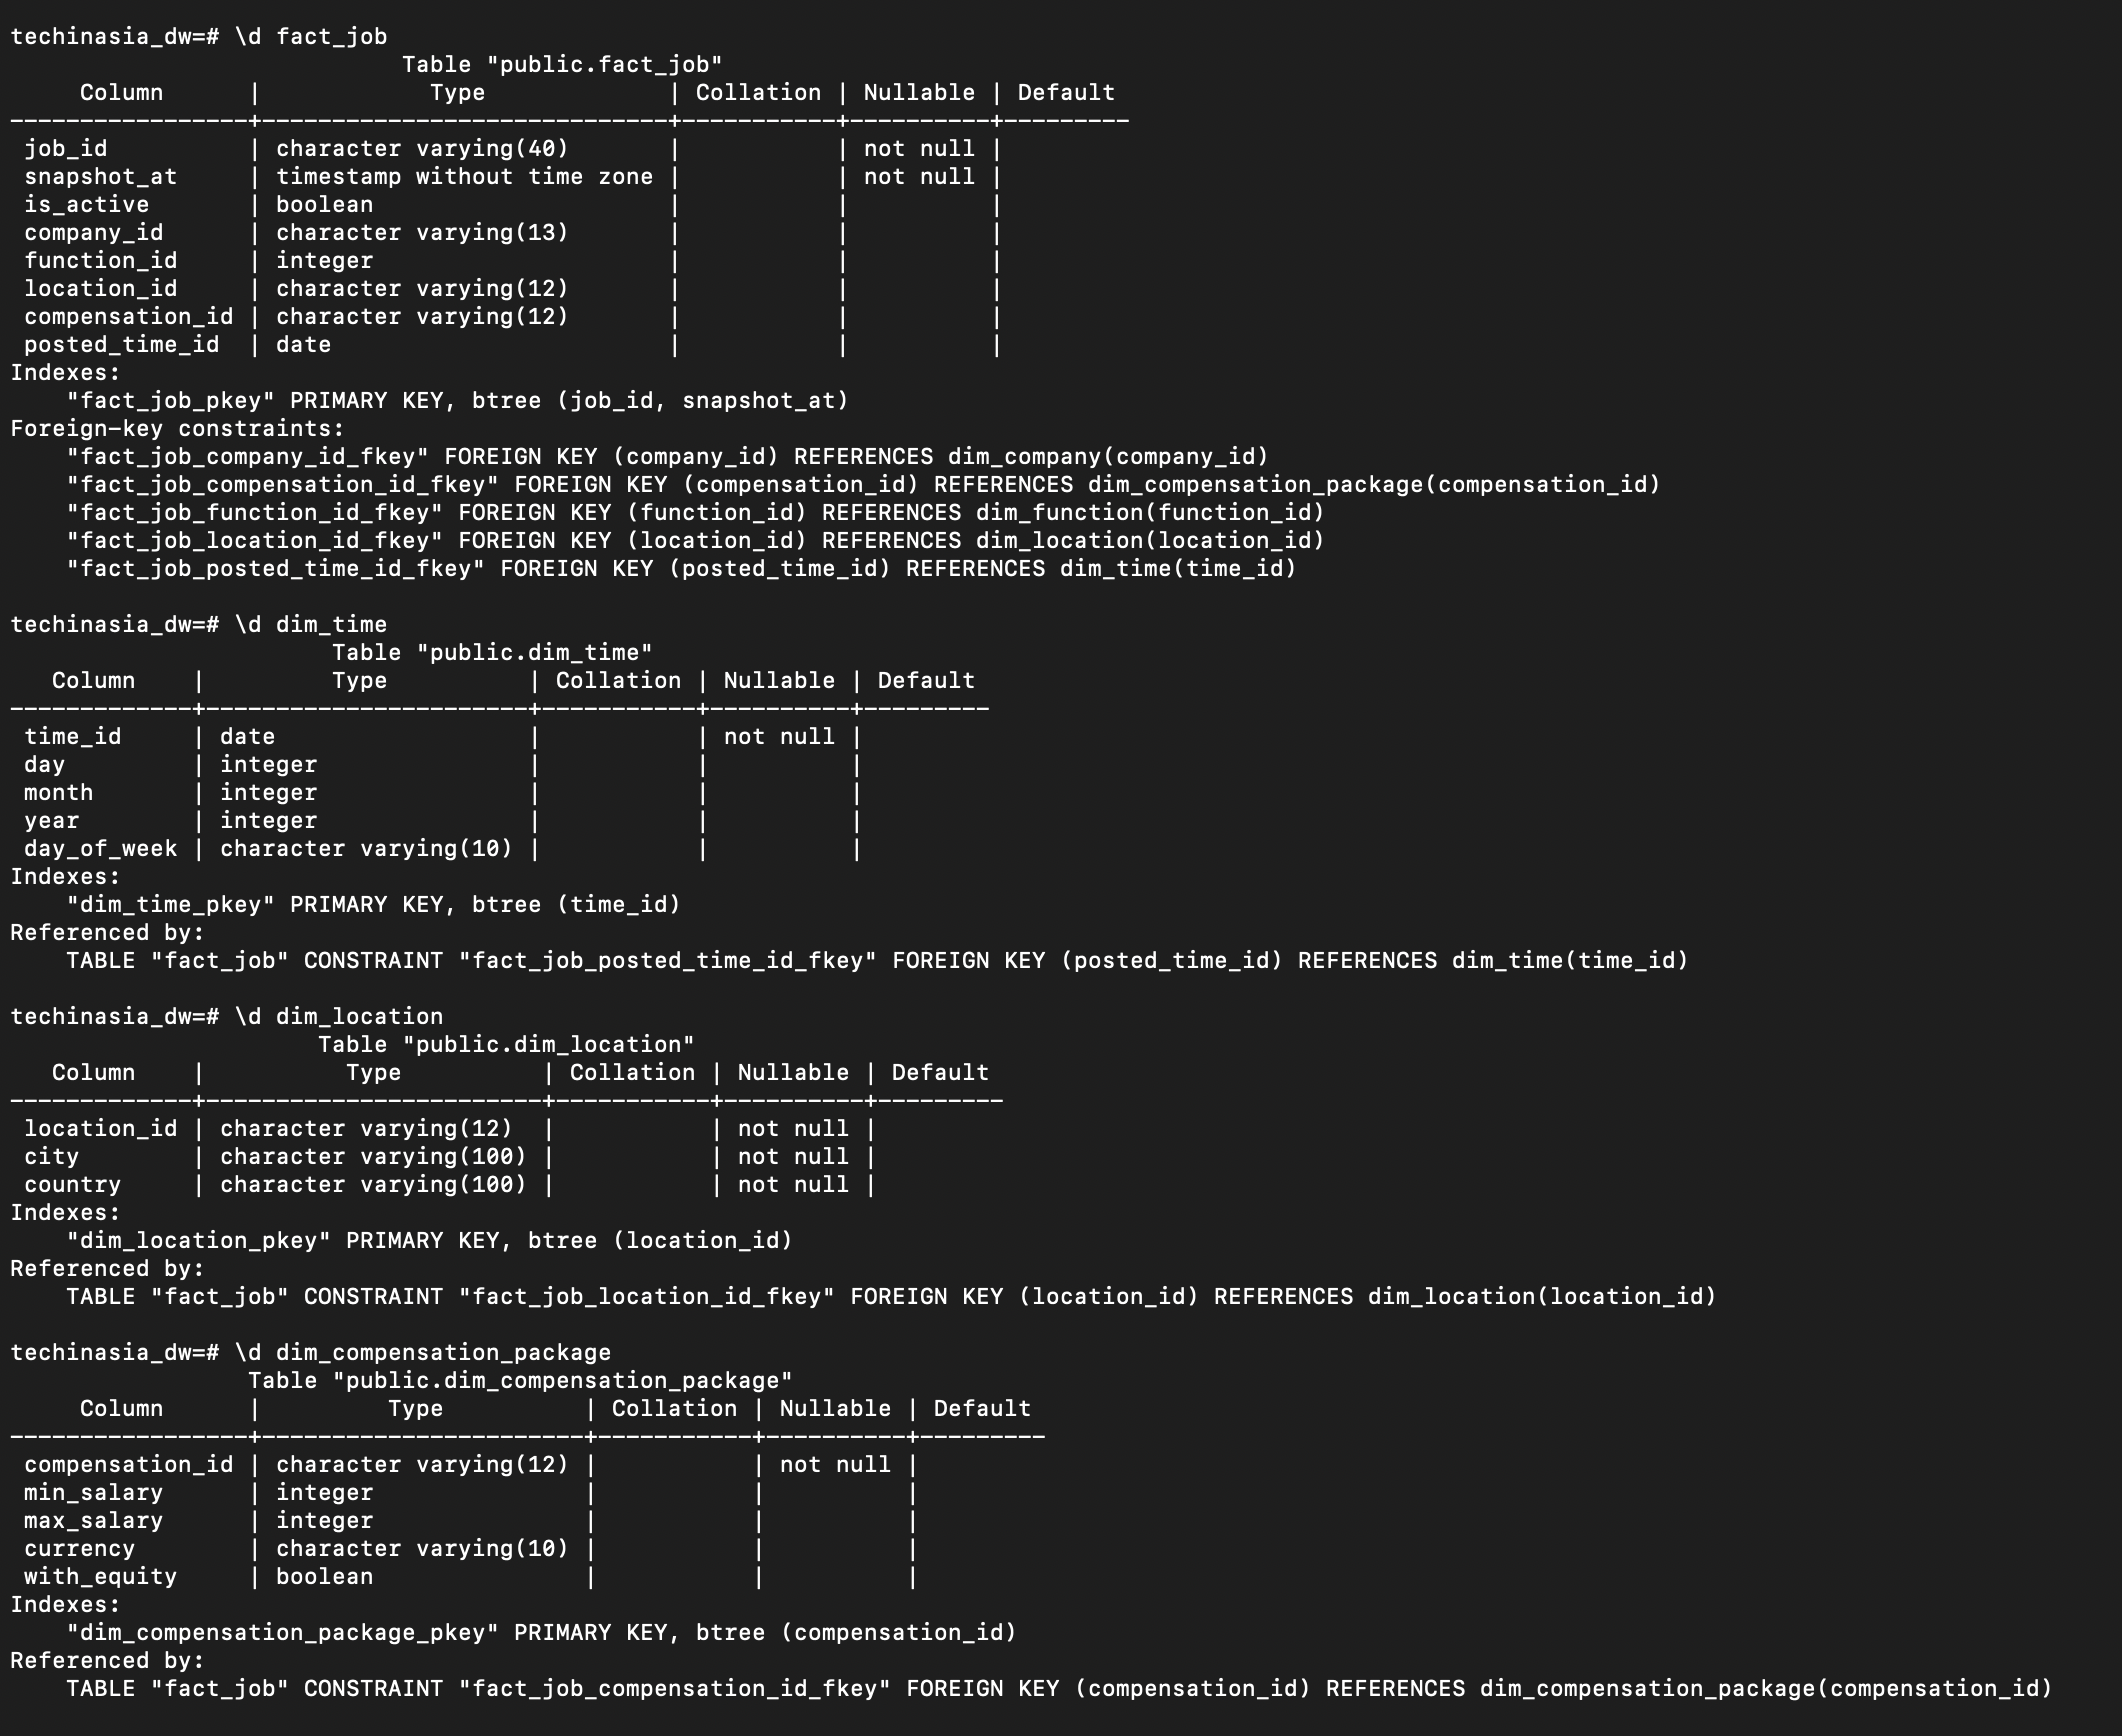 techinasia_dw=# \d fact_job
                            Table "public.fact_job"
     Column      |            Type             | Collation | Nullable | Default
-----------------+-----------------------------+-----------+----------+---------
 job_id          | character varying(40)       |           | not null |
 snapshot_at     | timestamp without time zone |           | not null |
 is_active       | boolean                     |           |          |
 company_id      | character varying(13)       |           |          |
 function_id     | integer                     |           |          |
 location_id     | character varying(12)       |           |          |
 compensation_id | character varying(12)       |           |          |
 posted_time_id  | date                        |           |          |
Indexes:
    "fact_job_pkey" PRIMARY KEY, btree (job_id, snapshot_at)
Foreign-key constraints:
    "fact_job_company_id_fkey" FOREIGN KEY (company_id) REFERENCES dim_company(company_id)
    "fact_job_compensation_id_fkey" FOREIGN KEY (compensation_id) REFERENCES dim_compensation_package(compensation_id)
    "fact_job_function_id_fkey" FOREIGN KEY (function_id) REFERENCES dim_function(function_id)
    "fact_job_location_id_fkey" FOREIGN KEY (location_id) REFERENCES dim_location(location_id)
    "fact_job_posted_time_id_fkey" FOREIGN KEY (posted_time_id) REFERENCES dim_time(time_id)

techinasia_dw=# \d dim_time
                       Table "public.dim_time"
   Column    |         Type          | Collation | Nullable | Default
-------------+-----------------------+-----------+----------+---------
 time_id     | date                  |           | not null |
 day         | integer               |           |          |
 month       | integer               |           |          |
 year        | integer               |           |          |
 day_of_week | character varying(10) |           |          |
Indexes:
    "dim_time_pkey" PRIMARY KEY, btree (time_id)
Referenced by:
    TABLE "fact_job" CONSTRAINT "fact_job_posted_time_id_fkey" FOREIGN KEY (posted_time_id) REFERENCES dim_time(time_id)

techinasia_dw=# \d dim_location
                      Table "public.dim_location"
   Column    |          Type          | Collation | Nullable | Default
-------------+------------------------+-----------+----------+---------
 location_id | character varying(12)  |           | not null |
 city        | character varying(100) |           | not null |
 country     | character varying(100) |           | not null |
Indexes:
    "dim_location_pkey" PRIMARY KEY, btree (location_id)
Referenced by:
    TABLE "fact_job" CONSTRAINT "fact_job_location_id_fkey" FOREIGN KEY (location_id) REFERENCES dim_location(location_id)

techinasia_dw=# \d dim_compensation_package
                 Table "public.dim_compensation_package"
     Column      |         Type          | Collation | Nullable | Default
-----------------+-----------------------+-----------+----------+---------
 compensation_id | character varying(12) |           | not null |
 min_salary      | integer               |           |          |
 max_salary      | integer               |           |          |
 currency        | character varying(10) |           |          |
 with_equity     | boolean               |           |          |
Indexes:
    "dim_compensation_package_pkey" PRIMARY KEY, btree (compensation_id)
Referenced by:
    TABLE "fact_job" CONSTRAINT "fact_job_compensation_id_fkey" FOREIGN KEY (compensation_id) REFERENCES dim_compensation_package(compensation_id)